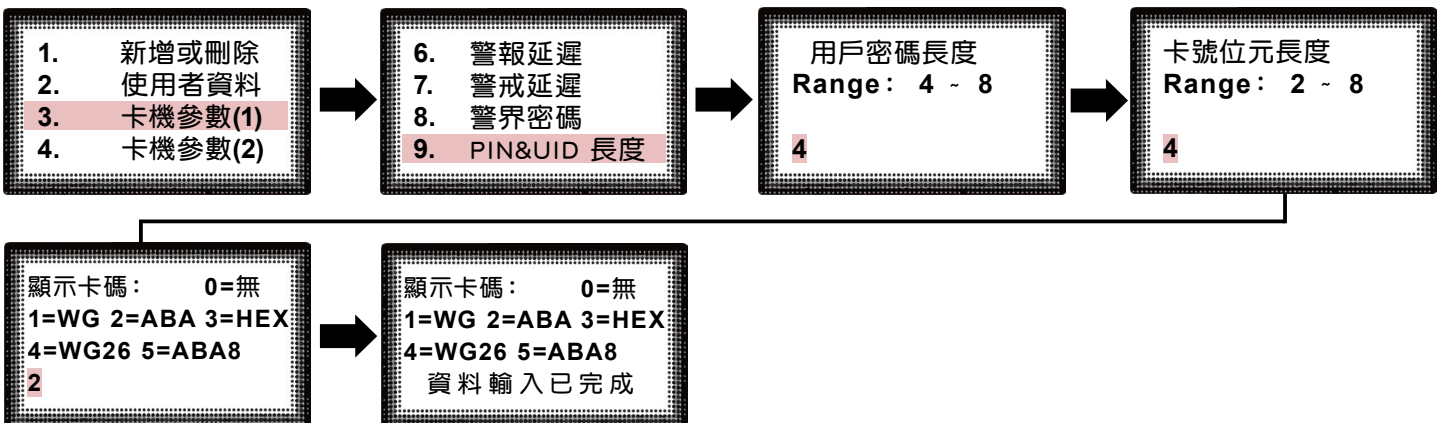 1. 新增或刪除
2. 使用者資料
3. 卡機參數(1)
4. 卡機參數(2)
6. 警報延遲
7. 警戒延遲
8. 警界密碼
9. PIN&UID 長度
用戶密碼長度
Range: 4 ~ 8
4
卡號位元長度
Range: 2 ~ 8
4
顯示卡碼: 0=無
1=WG 2=ABA 3=HEX
4=WG26 5=ABA8
2
顯示卡碼: 0=無
1=WG 2=ABA 3=HEX
4=WG26 5=ABA8
資料輸入已完成